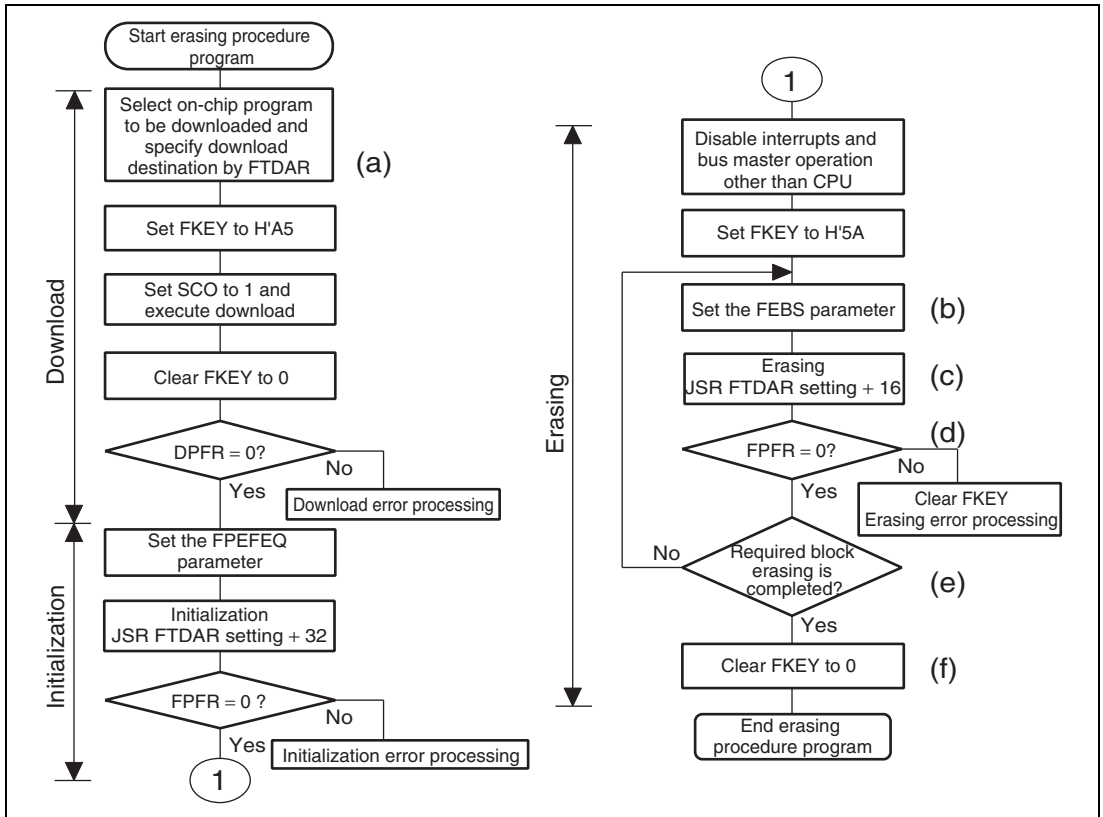 Start erasing procedure
program
Download
Select on-chip program
to be downloaded and
specify download
destination by FTDAR
(a)
Set FKEY to H'A5
Set SCO to 1 and
execute download
Clear FKEY to 0
DPFR = 0?
No
Yes
Download error processing
Initialization
Set the FPEFEQ
parameter
Initialization
JSR FTDAR setting + 32
FPFR = 0 ?
No
Yes
Initialization error processing
1
1
Erasing
Disable interrupts and
bus master operation
other than CPU
Set FKEY to H'5A
Set the FEBS parameter
(b)
Erasing
JSR FTDAR setting + 16
(c)
(d)
FPFR = 0?
No
Yes
Clear FKEY
Erasing error processing
No
Required block
erasing is
completed?
(e)
Yes
Clear FKEY to 0
(f)
End erasing
procedure program